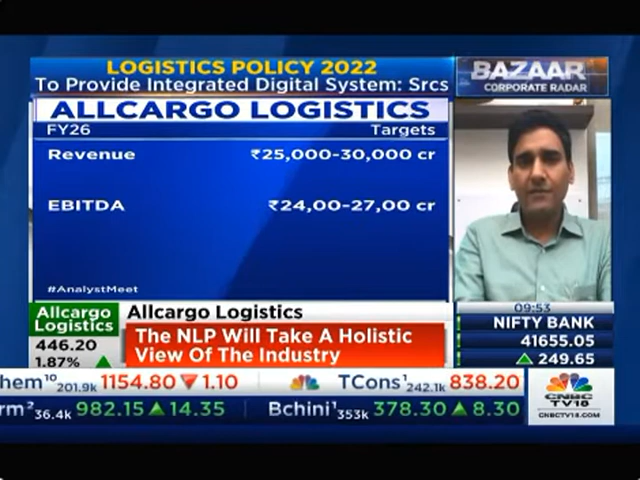 LOGISTICS POLICY 2022
To Provide Integrated Digital System: Srcs
BAZAAR
CORPORATE RADAR
ALLCARGO LOGISTICS
FY26 Targets
Revenue ₹25,000-30,000 cr
EBITDA ₹24,00-27,00 cr
#AnalystMeet
Allcargo
Logistics
446.20
1.87%
Allcargo Logistics
The NLP Will Take A Holistic
View Of The Industry
09:53
NIFTY BANK
41655.05
249.65
hem¹⁰ 201.9k 1154.80 1.10 TCons¹ 242.1k 838.20
rm² 36.4k 982.15 14.35 Bchini¹ 353k 378.30 8.30
CNBC
TV18
CNBCTV18.COM